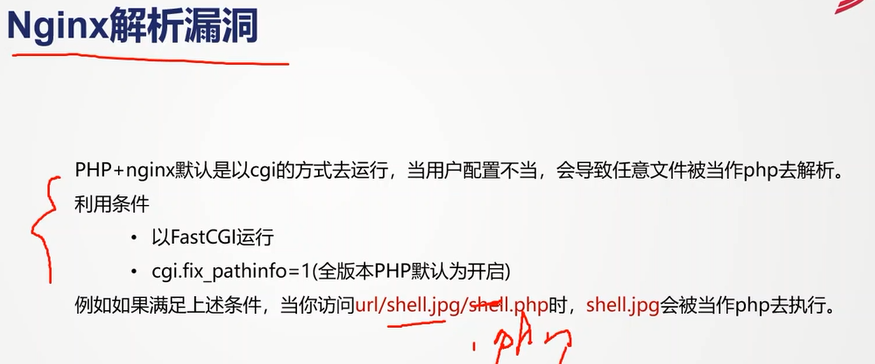 Nginx解析漏洞
PHP+nginx默认是以cgi的方式去运行，当用户配置不当，会导致任意文件被当作php去解析。
利用条件
• 以FastCGI运行
• cgi.fix_pathinfo=1(全版本PHP默认为开启)
例如如果满足上述条件，当你访问url/shell.jpg/shell.php时，shell.jpg会被当作php去执行。
.php